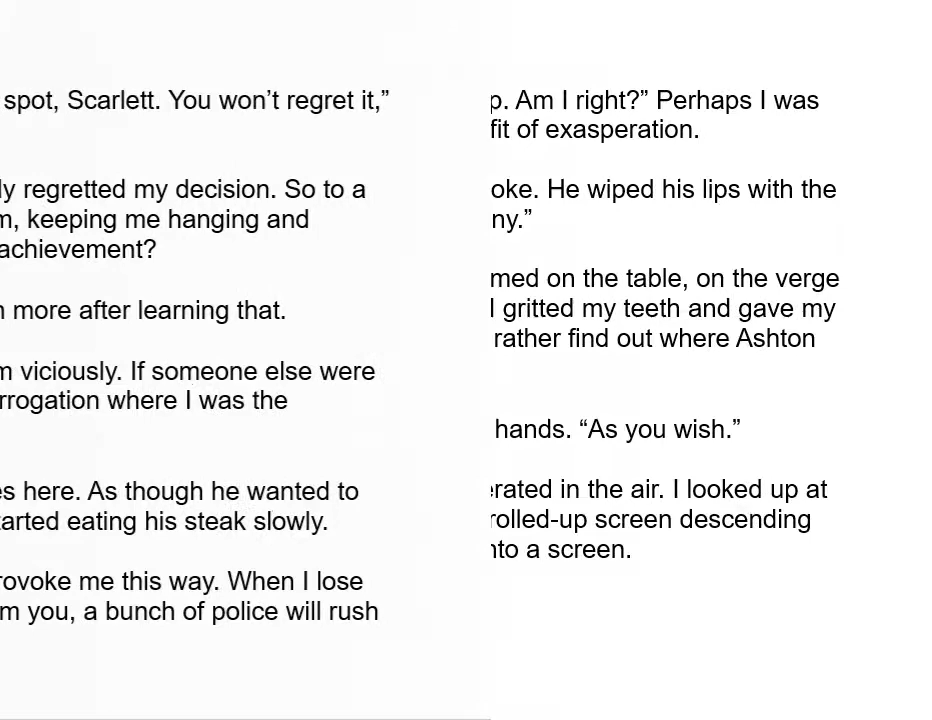 spot, Scarlett. You won't regret it,”
ly regretted my decision. So to a
m, keeping me hanging and
achievement?
more after learning that.
m viciously. If someone else were
rrogation where I was the
es here. As though he wanted to
tarted eating his steak slowly.
rovoke me this way. When I lose
m you, a bunch of police will rush
p. Am I right?” Perhaps I was
fit of exasperation.
oke. He wiped his lips with the
ny.”
med on the table, on the verge
I gritted my teeth and gave my
rather find out where Ashton
hands. “As you wish.”
erated in the air. I looked up at
rolled-up screen descending
nto a screen.